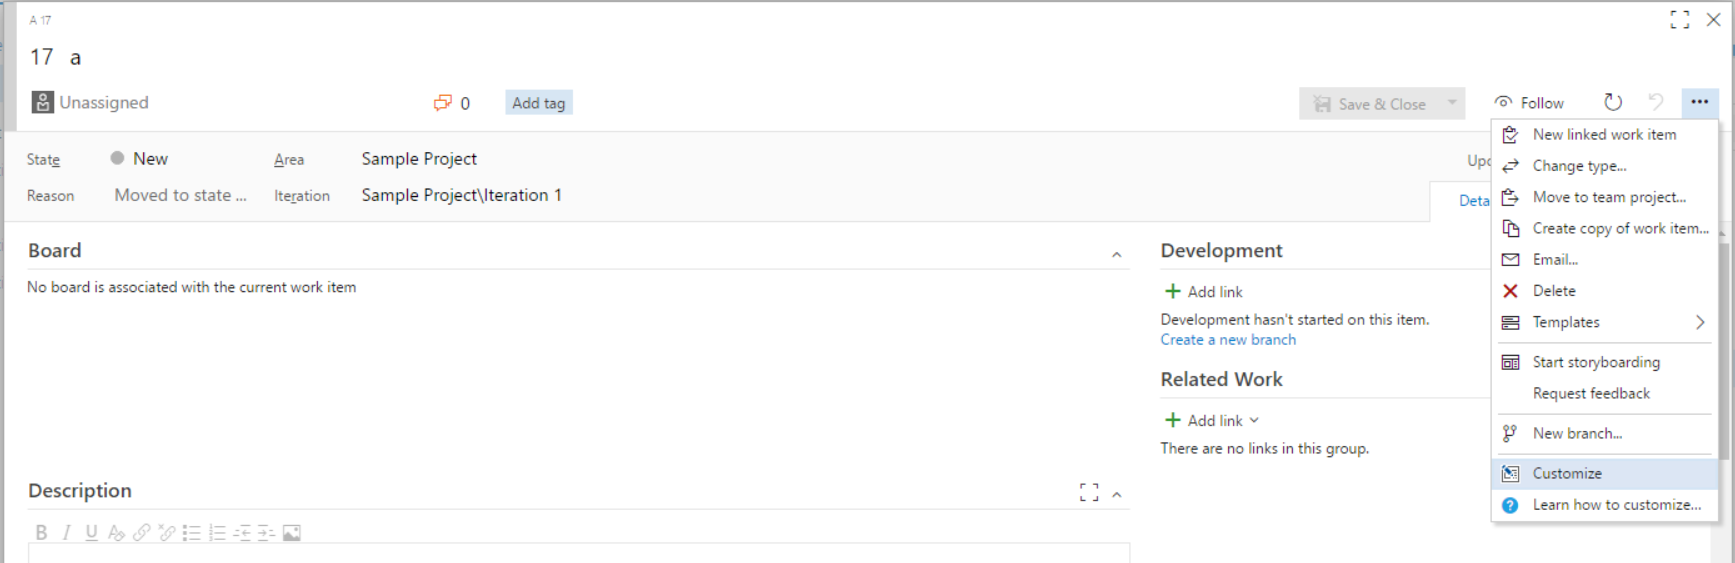 A 17
17 a
Unassigned
0
Add tag
Save & Close
Follow
State
New
Area
Sample Project
Reason
Moved to state ...
Iteration
Sample Project\Iteration 1
New linked work item
Change type...
Move to team project...
Create copy of work item...
Email...
Delete
Templates
Start storyboarding
Request feedback
New branch...
Customize
Learn how to customize...
Board
No board is associated with the current work item
Development
Add link
Development hasn't started on this item.
Create a new branch
Related Work
Add link
There are no links in this group.
Description
B I U